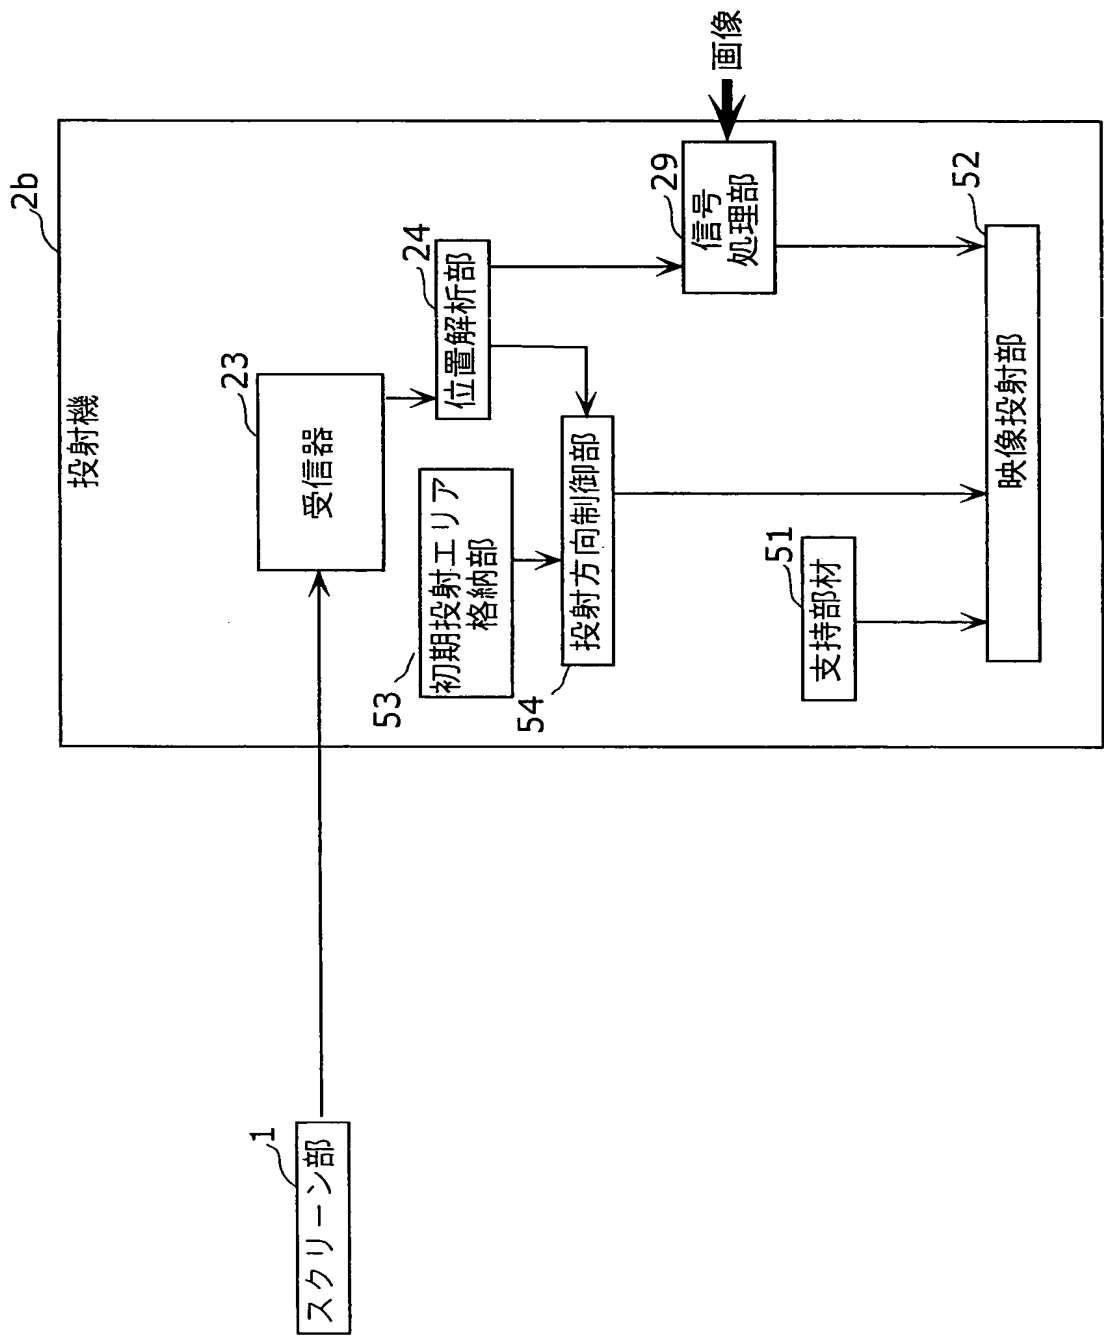 2b
投射機
23
受信器
24
位置解析部
29
信号
処理部
画像
53
初期投射エリア
格納部
54
投射方向制御部
51
支持部材
52
映像投射部
1
スクリーン部